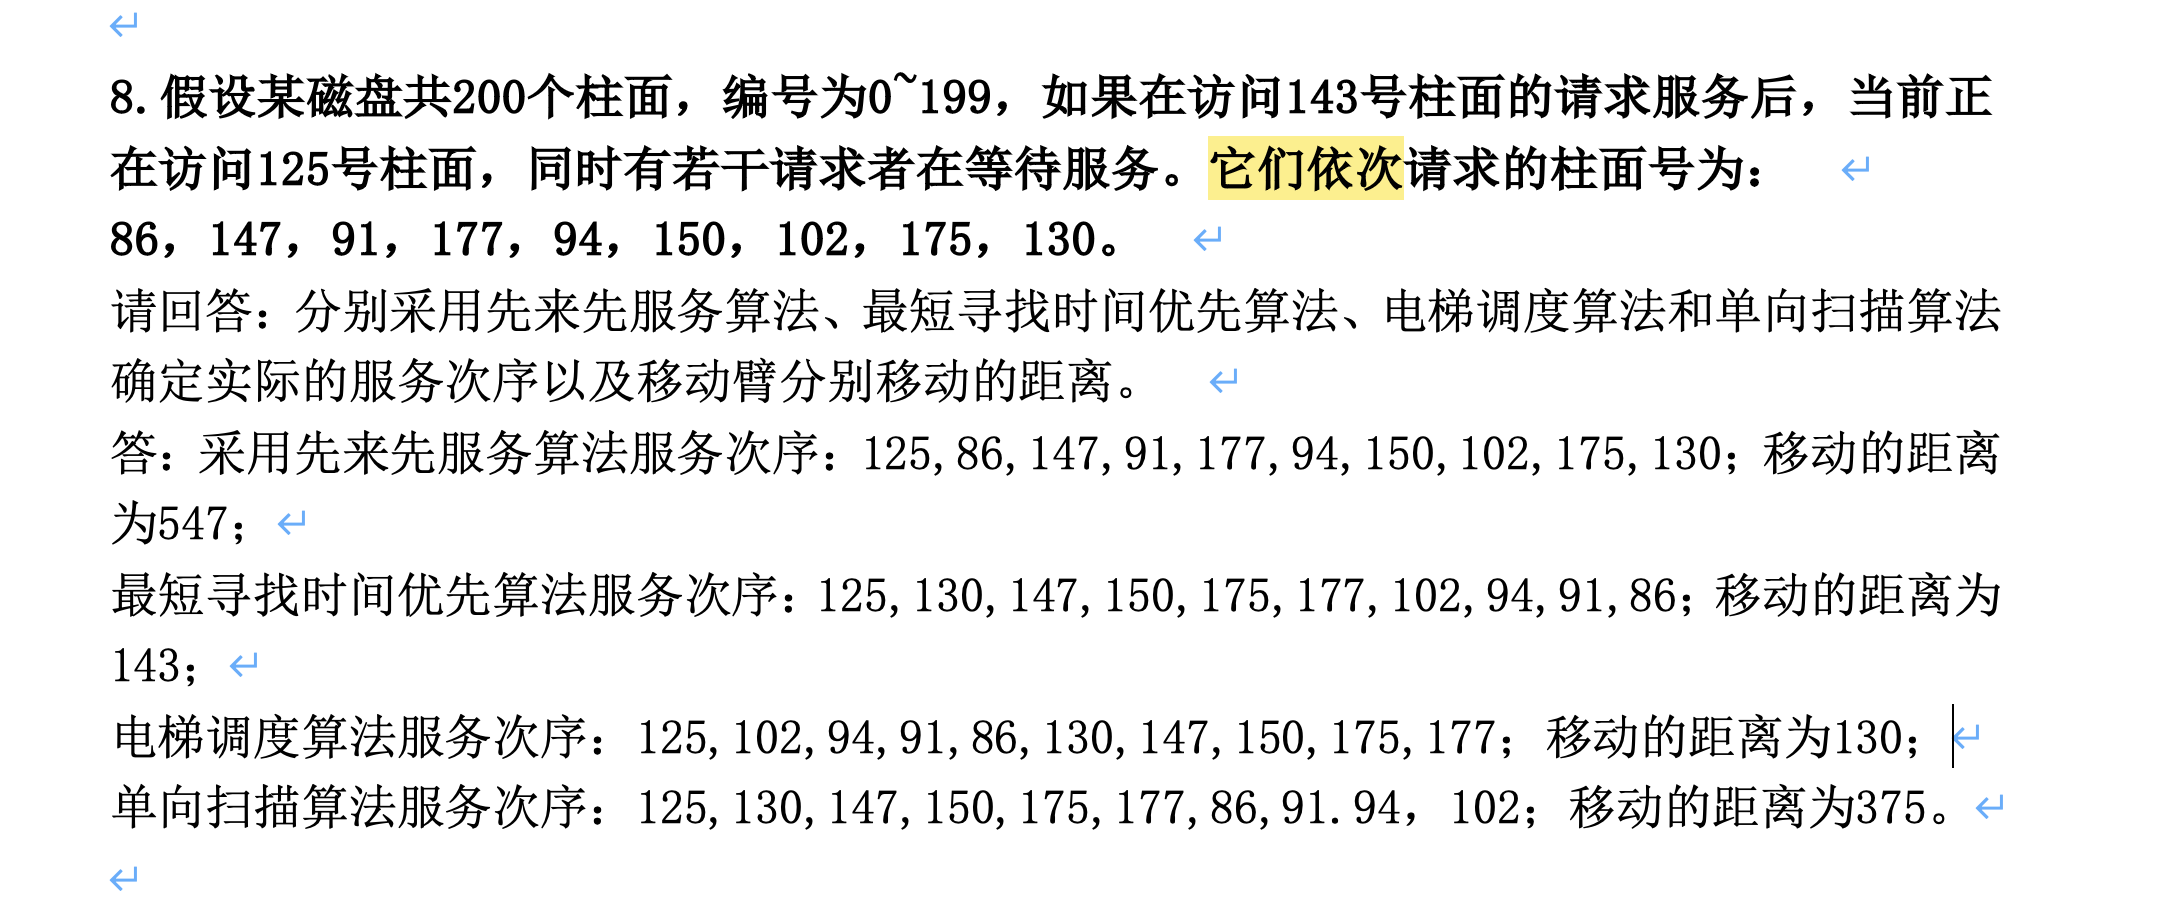 8.假设某磁盘共200个柱面，编号为0~199，如果在访问143号柱面的请求服务后，当前正
在访问125号柱面，同时有若干请求者在等待服务。它们依次请求的柱面号为：
86，147，91，177，94，150，102，175，130。
请回答：分别采用先来先服务算法、最短寻找时间优先算法、电梯调度算法和单向扫描算法
确定实际的服务次序以及移动臂分别移动的距离。
答：采用先来先服务算法服务次序：125,86,147,91,177,94,150,102,175,130；移动的距离
为547；
最短寻找时间优先算法服务次序：125,130,147,150,175,177,102,94,91,86；移动的距离为
143；
电梯调度算法服务次序：125,102,94,91,86,130,147,150,175,177；移动的距离为130；
单向扫描算法服务次序：125,130,147,150,175,177,86,91.94，102；移动的距离为375。